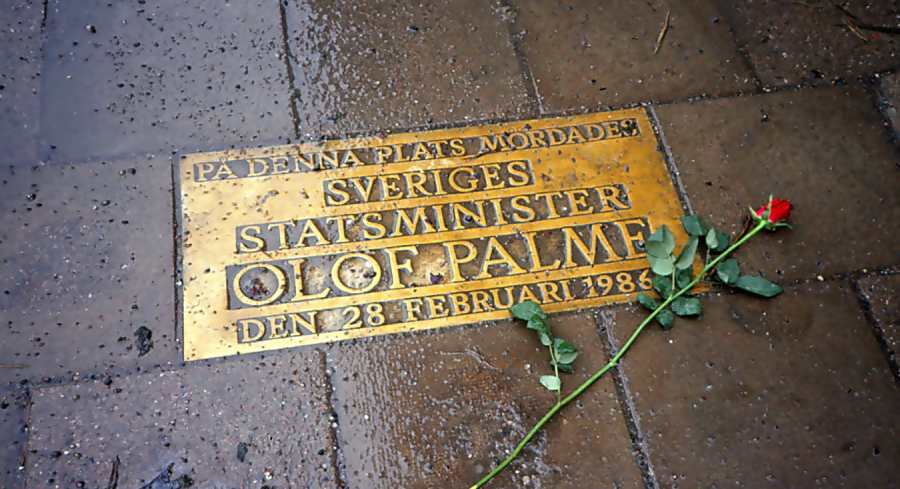 PÅ DENNA PLATS MÖRDADES
SVERIGES
STATSMINISTER
OLOF PALME
DEN 28 FEBRUARI 1986